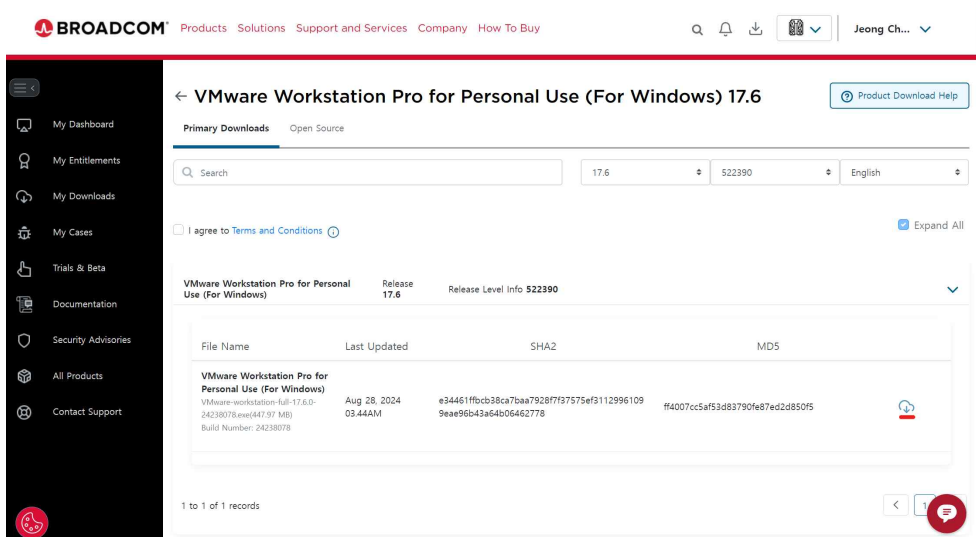 BROADCOM
Products Solutions Support and Services Company How To Buy
Jeong Ch...
← VMware Workstation Pro for Personal Use (For Windows) 17.6
Product Download Help
My Dashboard
My Entitlements
My Downloads
My Cases
Trials & Beta
Documentation
Security Advisories
All Products
Contact Support
Primary Downloads Open Source
Search
17.6
522390
English
I agree to Terms and Conditions
Expand All
VMware Workstation Pro for Personal
Use (For Windows)
Release
17.6
Release Level Info 522390
File Name Last Updated SHA2 MD5
VMware Workstation Pro for
Personal Use (For Windows)
VMware-workstation-full-17.6.0-
24238078.exe(447.97 MB)
Build Number: 24238078
Aug 28, 2024
03.44AM
e34461ffbcb38ca7baa7928f7f37575ef3112996109
9eae96b43a64b06462778
ff4007cc5af53d83790fe87ed2d850f5
1 to 1 of 1 records
1